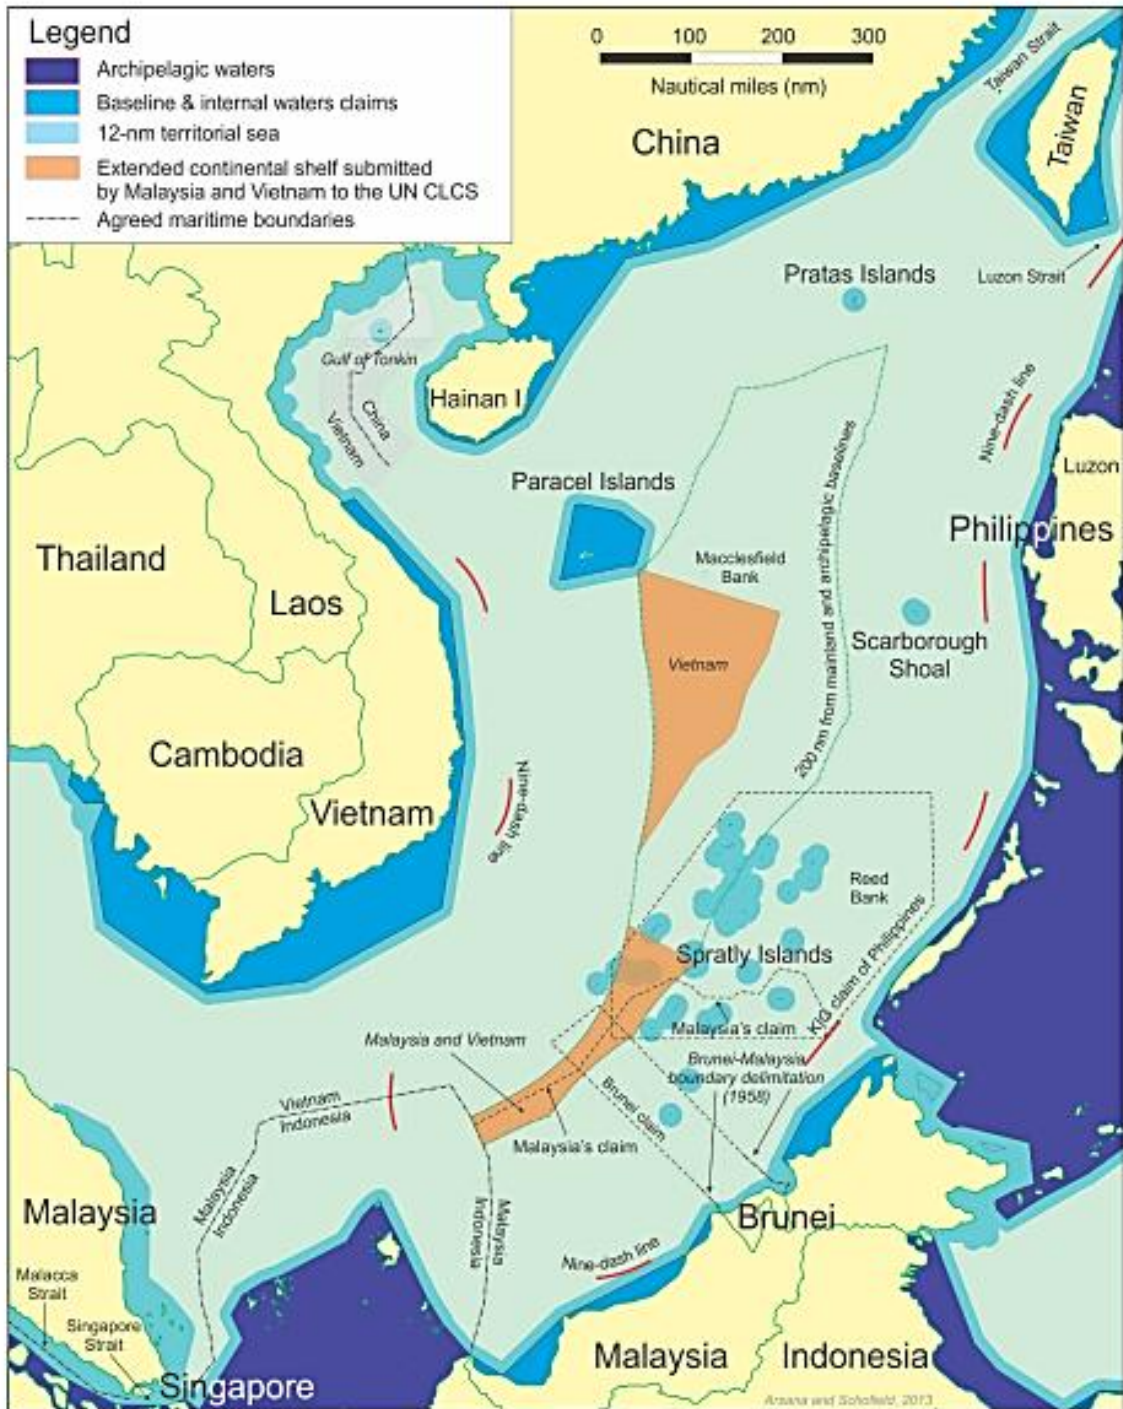 Legend
Archipelagic waters
Baseline & internal waters claims
12-nm territorial sea
Extended continental shelf submitted
by Malaysia and Vietnam to the UN CLCS
Agreed maritime boundaries
0 100 200 300
Nautical miles (nm)
China
Taiwan Strait
Taiwan
Luzon Strait
Pratas Islands
Gulf of Tonkin
Hainan I
China
Vietnam
Nine-dash line
Luzon
Paracel Islands
Philippines
Macclesfield
Bank
200 nm from mainland and archipelagic baselines
Thailand
Laos
Scarborough
Shoal
Vietnam
Cambodia
Vietnam
Nine-dash line
Reed
Bank
Spratly Islands
KIG claim of Philippines
Malaysia's claim
Malaysia and Vietnam
Brunei-Malaysia
boundary delimitation
(1958)
Brunei claim
Vietnam
Indonesia
Malaysia's claim
Malaysia
Indonesia
Malaysia
Indonesia
Malaysia
Brunei
Nine-dash line
Malacca
Strait
Singapore
Strait
Singapore
Malaysia
Indonesia
Arsana and Schofield, 2013